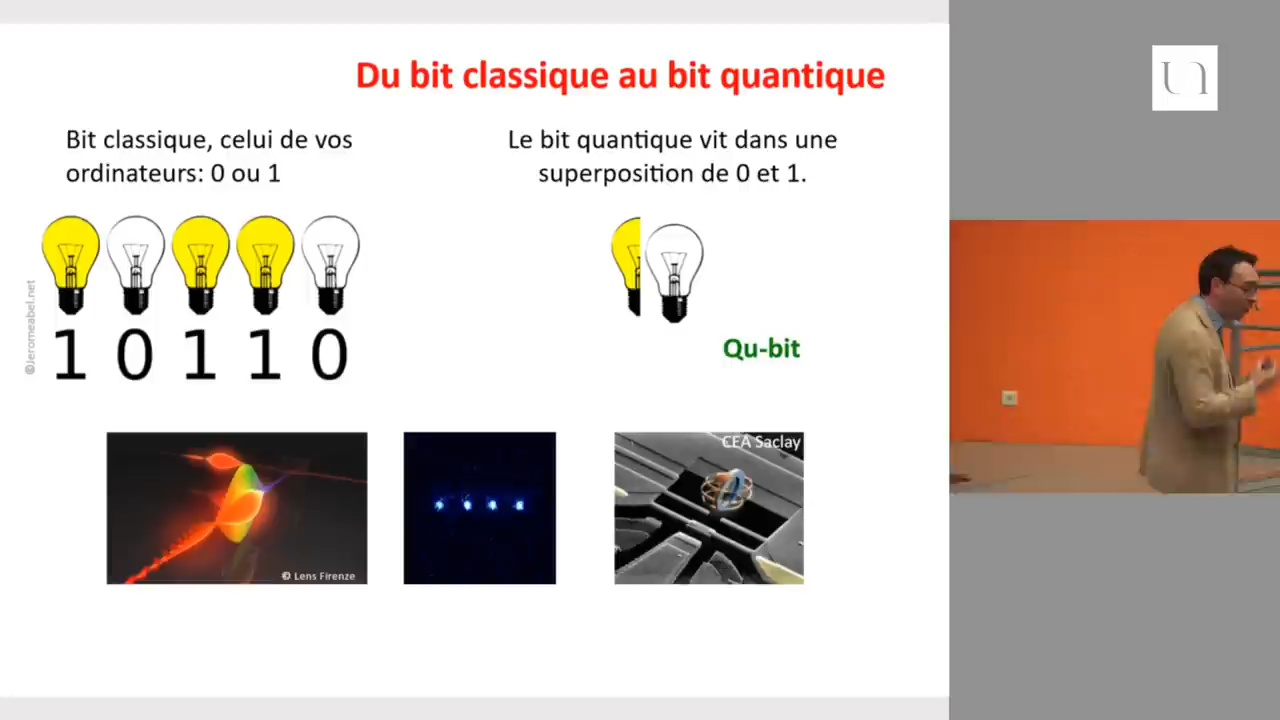 Du bit classique au bit quantique
Bit classique, celui de vos
ordinateurs: 0 ou 1
Le bit quantique vit dans une
superposition de 0 et 1.
©Jeromeabel.net
1 0 1 1 0
Qu-bit
© Lens Firenze
CEA Saclay